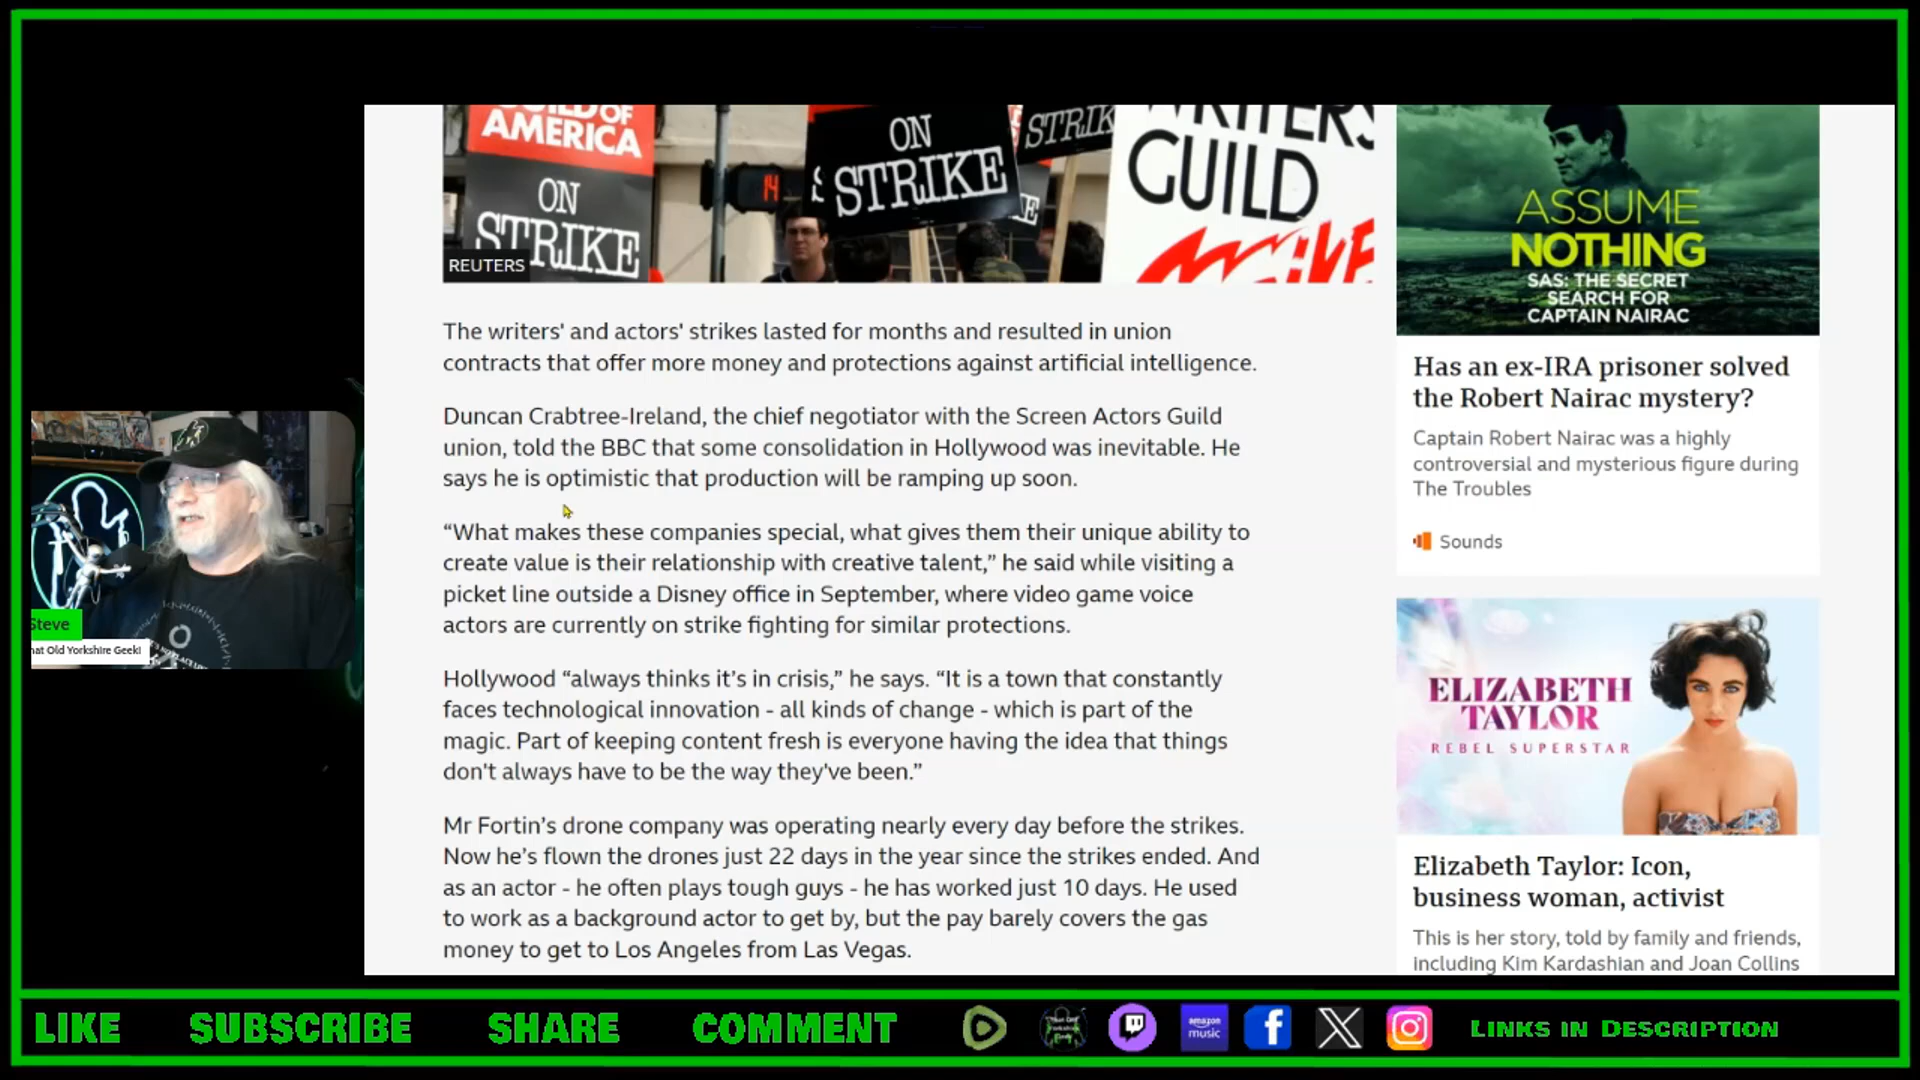 GUILD OF
AMERICA
ON
STRIKE
ON
STRIKE
STRIK
WRITERS
GUILD
14
REUTERS
The writers' and actors' strikes lasted for months and resulted in union
contracts that offer more money and protections against artificial intelligence.
Duncan Crabtree-Ireland, the chief negotiator with the Screen Actors Guild
union, told the BBC that some consolidation in Hollywood was inevitable. He
says he is optimistic that production will be ramping up soon.
“What makes these companies special, what gives them their unique ability to
create value is their relationship with creative talent,” he said while visiting a
picket line outside a Disney office in September, where video game voice
actors are currently on strike fighting for similar protections.
Hollywood “always thinks it’s in crisis,” he says. “It is a town that constantly
faces technological innovation - all kinds of change - which is part of the
magic. Part of keeping content fresh is everyone having the idea that things
don't always have to be the way they've been.”
Mr Fortin’s drone company was operating nearly every day before the strikes.
Now he’s flown the drones just 22 days in the year since the strikes ended. And
as an actor - he often plays tough guys - he has worked just 10 days. He used
to work as a background actor to get by, but the pay barely covers the gas
money to get to Los Angeles from Las Vegas.
ASSUME
NOTHING
SAS: THE SECRET
SEARCH FOR
CAPTAIN NAIRAC
Has an ex-IRA prisoner solved
the Robert Nairac mystery?
Captain Robert Nairac was a highly
controversial and mysterious figure during
The Troubles
Sounds
ELIZABETH
TAYLOR
REBEL SUPERSTAR
Elizabeth Taylor: Icon,
business woman, activist
This is her story, told by family and friends,
including Kim Kardashian and Joan Collins
Steve
hat Old Yorkshire Geek!
LIKE SUBSCRIBE SHARE COMMENT
amazon
music
LINKS IN DESCRIPTION